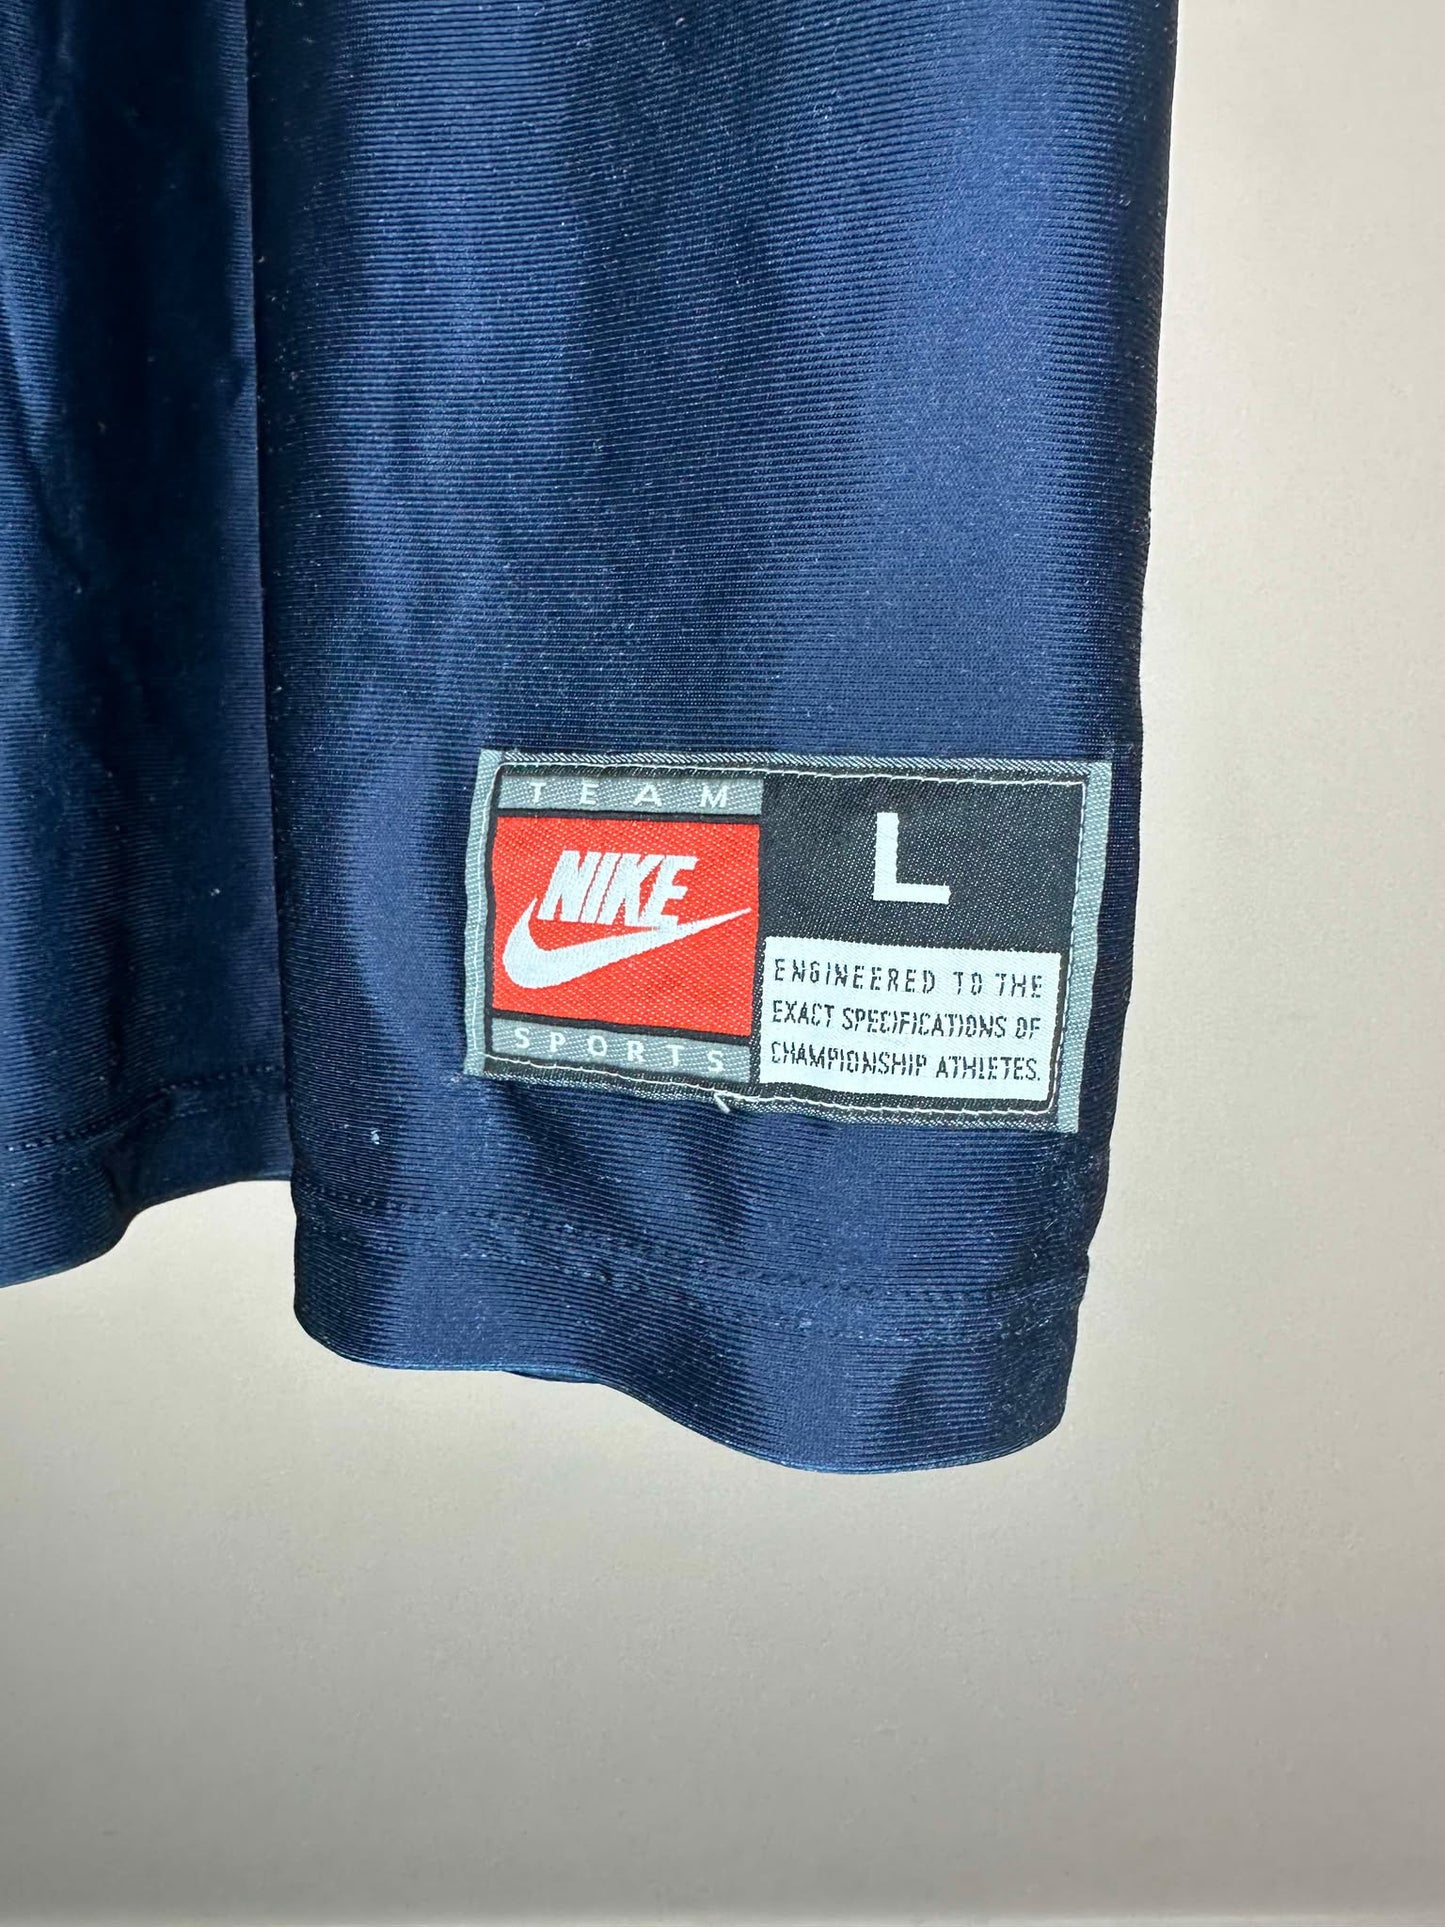 TEAM
NIKE
SPORTS
L
ENGINEERED TO THE
EXACT SPECIFICATIONS OF
CHAMPIONSHIP ATHLETES.